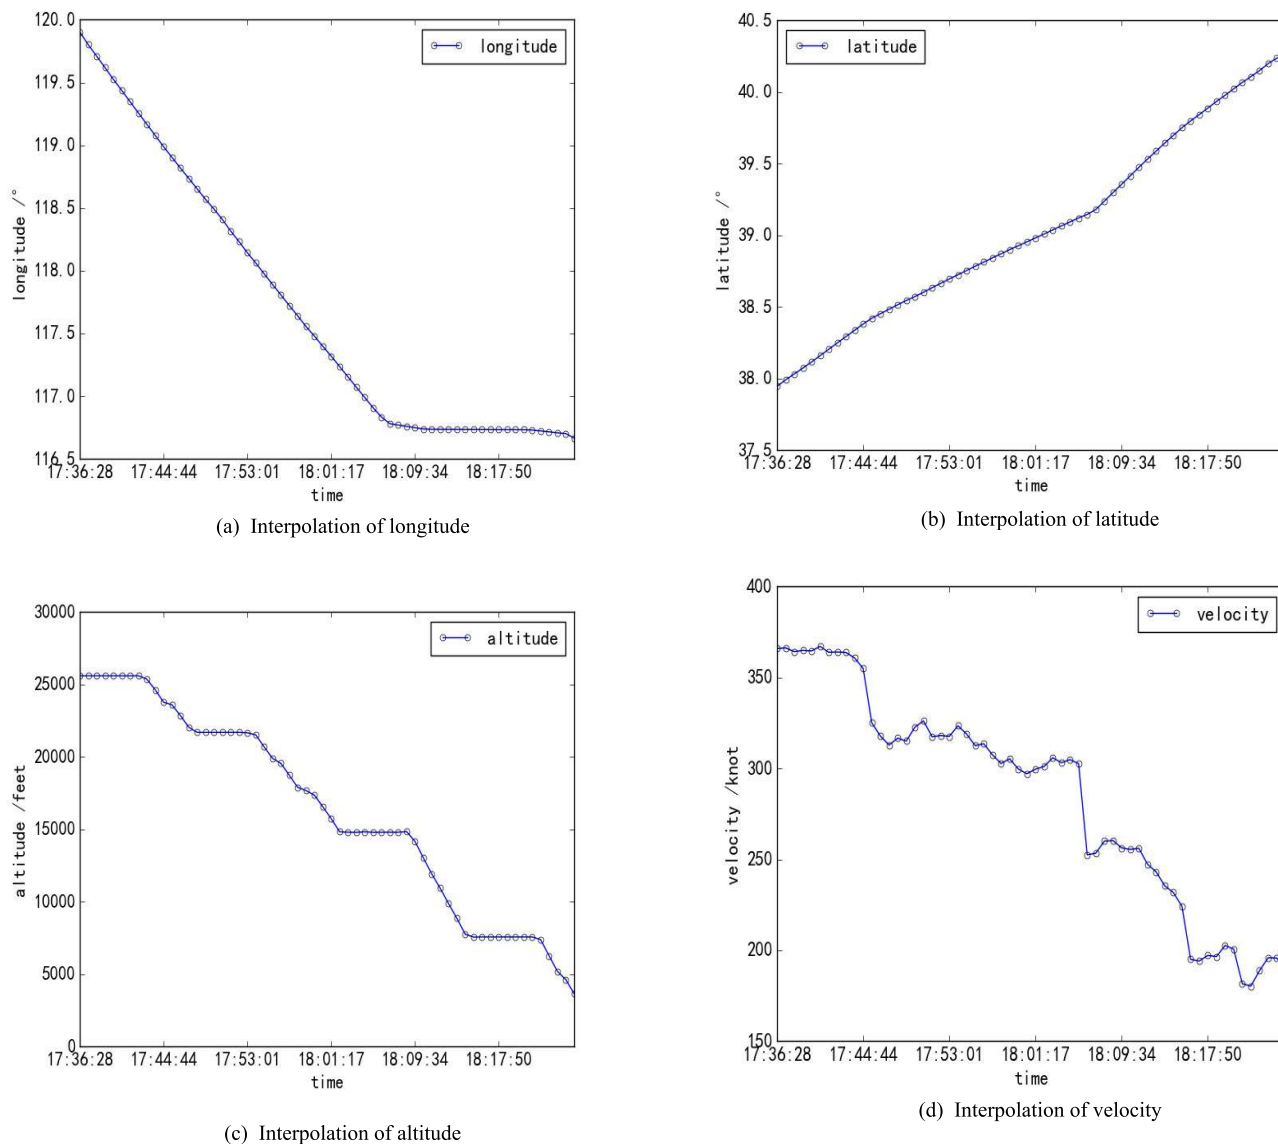 120.0
119.5
119.0
118.5
118.0
117.5
117.0
116.5
longitude /°
longitude
17:36:28 17:44:44 17:53:01 18:01:17 18:09:34 18:17:50
time
(a) Interpolation of longitude
40.5
40.0
39.5
39.0
38.5
38.0
37.5
latitude /°
latitude
17:36:28 17:44:44 17:53:01 18:01:17 18:09:34 18:17:50
time
(b) Interpolation of latitude
30000
25000
20000
15000
10000
5000
0
altitude /feet
altitude
17:36:28 17:44:44 17:53:01 18:01:17 18:09:34 18:17:50
time
(c) Interpolation of altitude
400
350
300
250
200
150
velocity /knot
velocity
17:36:28 17:44:44 17:53:01 18:01:17 18:09:34 18:17:50
time
(d) Interpolation of velocity